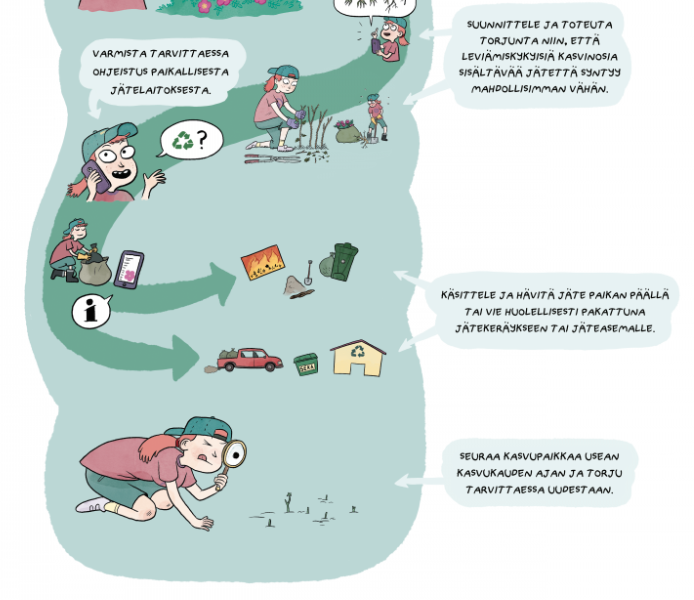 SUUNNITTELE JA TOTEUTA
TORJUNTA NIIN, ETTÄ
LEVIÄMISKYKYISIÄ KASVINOSIA
SISÄLTÄVÄÄ JÄTETTÄ SYNTYY
MAHDOLLISIMMAN VÄHÄN.
VARMISTA TARVITTAESSA
OHJEISTUS PAIKALLISESTA
JÄTELAITOKSESTA.
?
i
KÄSITTELE JA HÄVITÄ JÄTE PAIKAN PÄÄLLÄ
TAI VIE HUOLELLISESTI PAKATTUNA
JÄTEKERÄYKSEEN TAI JÄTEASEMALLE.
SEKA
SEURAA KASVUPAIKKAA USEAN
KASVUKAUDEN AJAN JA TORJU
TARVITTAESSA UUDESTAAN.